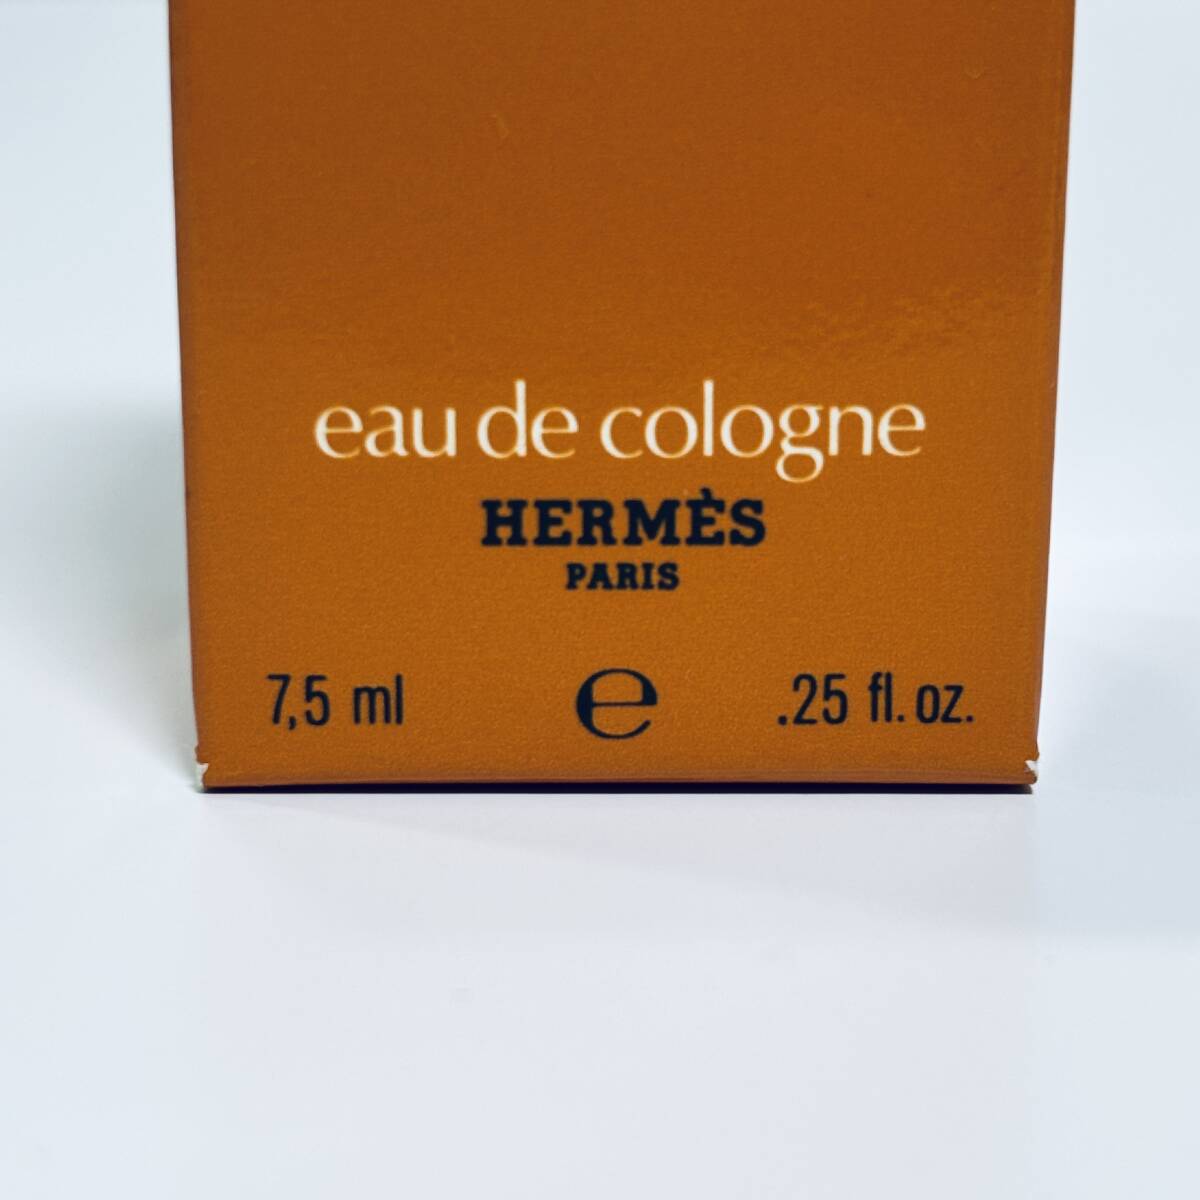 eau de cologne
HERMÈS
PARIS
7,5 ml ℮ .25 fl. oz.